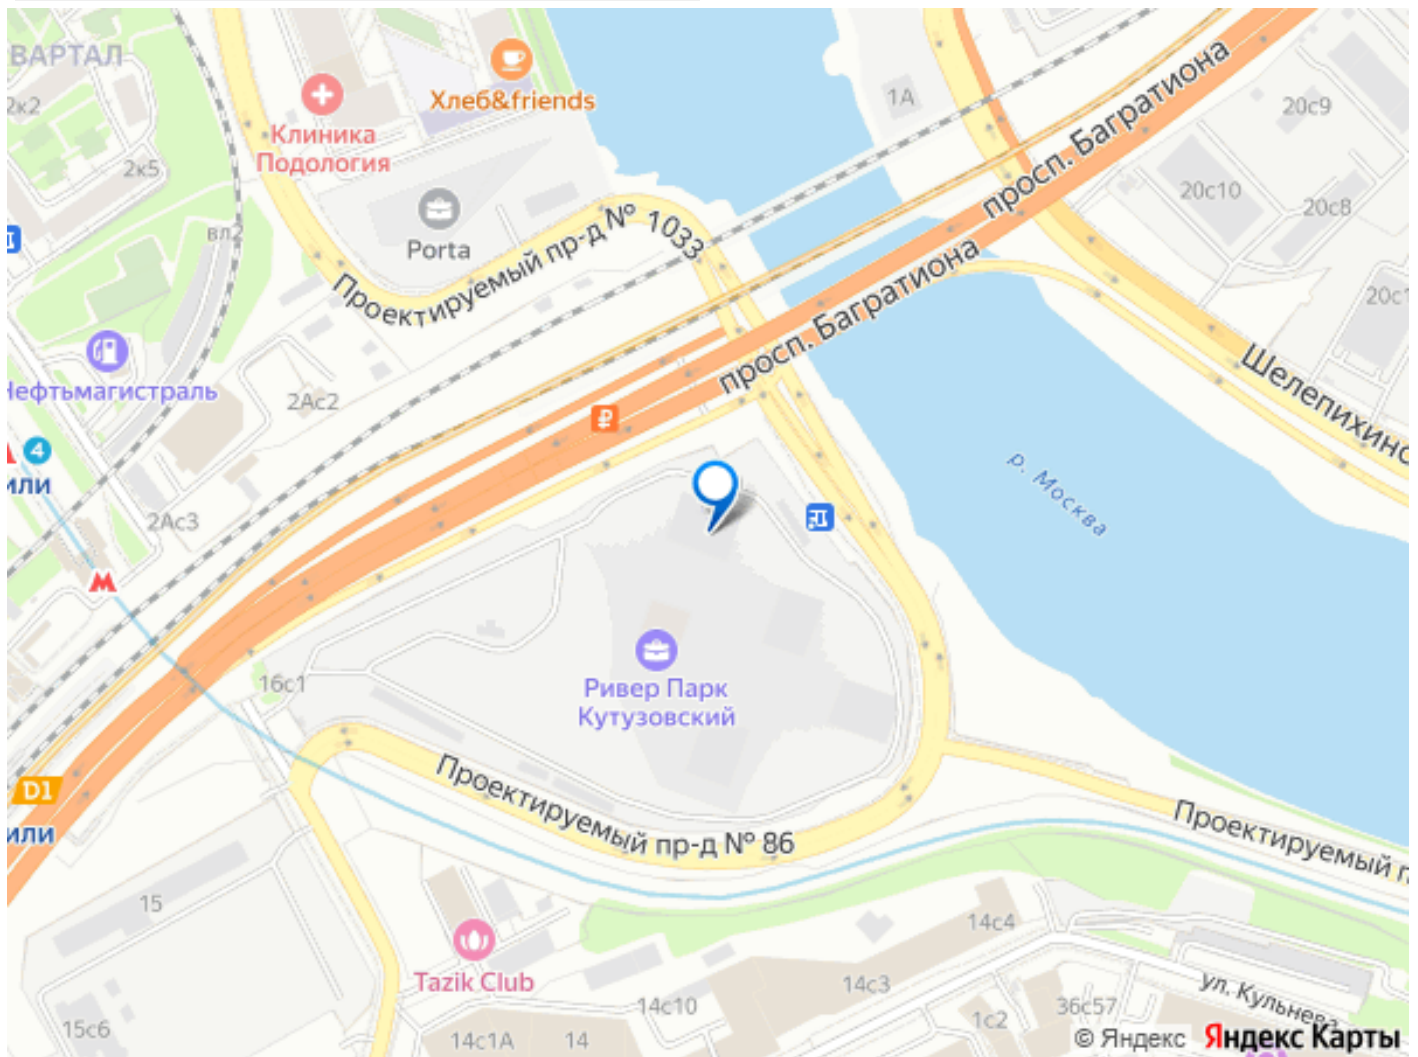 ВАРТАЛ
2к2
Хлеб&friends
Клиника
Подология
1А
просп. Багратиона
20с9
2к5
20с10
20с8
Porta
вл2
Проектируемый пр-д № 1033
просп. Багратиона
20с1
Шелепихинс
Нефтьмагистраль
2Ас2
₽
4
или
р. Москва
2Ас3
М
Ривер Парк
Кутузовский
16с1
D1
или
Проектируемый пр-д № 86
Проектируемый п
15
14с4
Tazik Club
14с3
ул. Кульнева
14с10
36с57
1с2
15с6
14с1А
14
© Яндекс Яндекс Карты